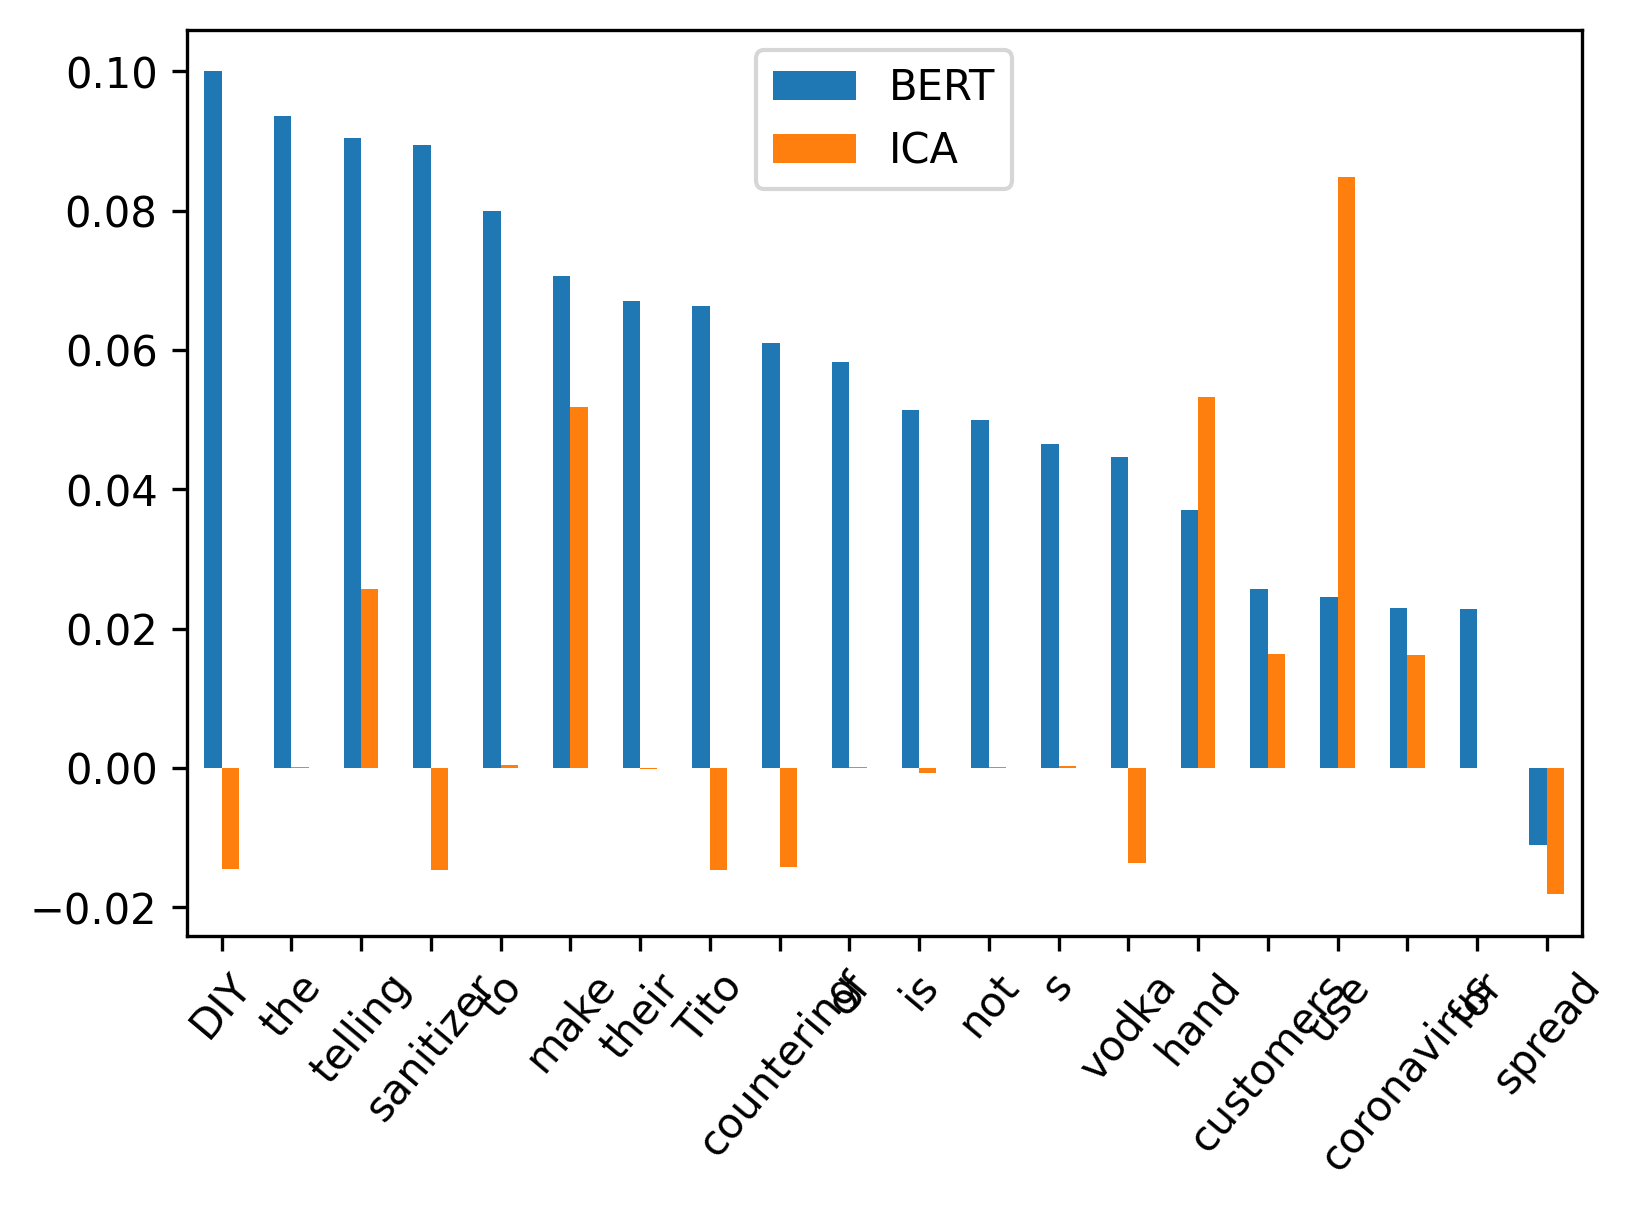 BERT
ICA
0.10
0.08
0.06
0.04
0.02
0.00
−0.02
DIY
the
telling
sanitizer
to
make
their
Tito
countering
of
is
not
s
vodka
hand
customers
use
coronavirus
for
spread